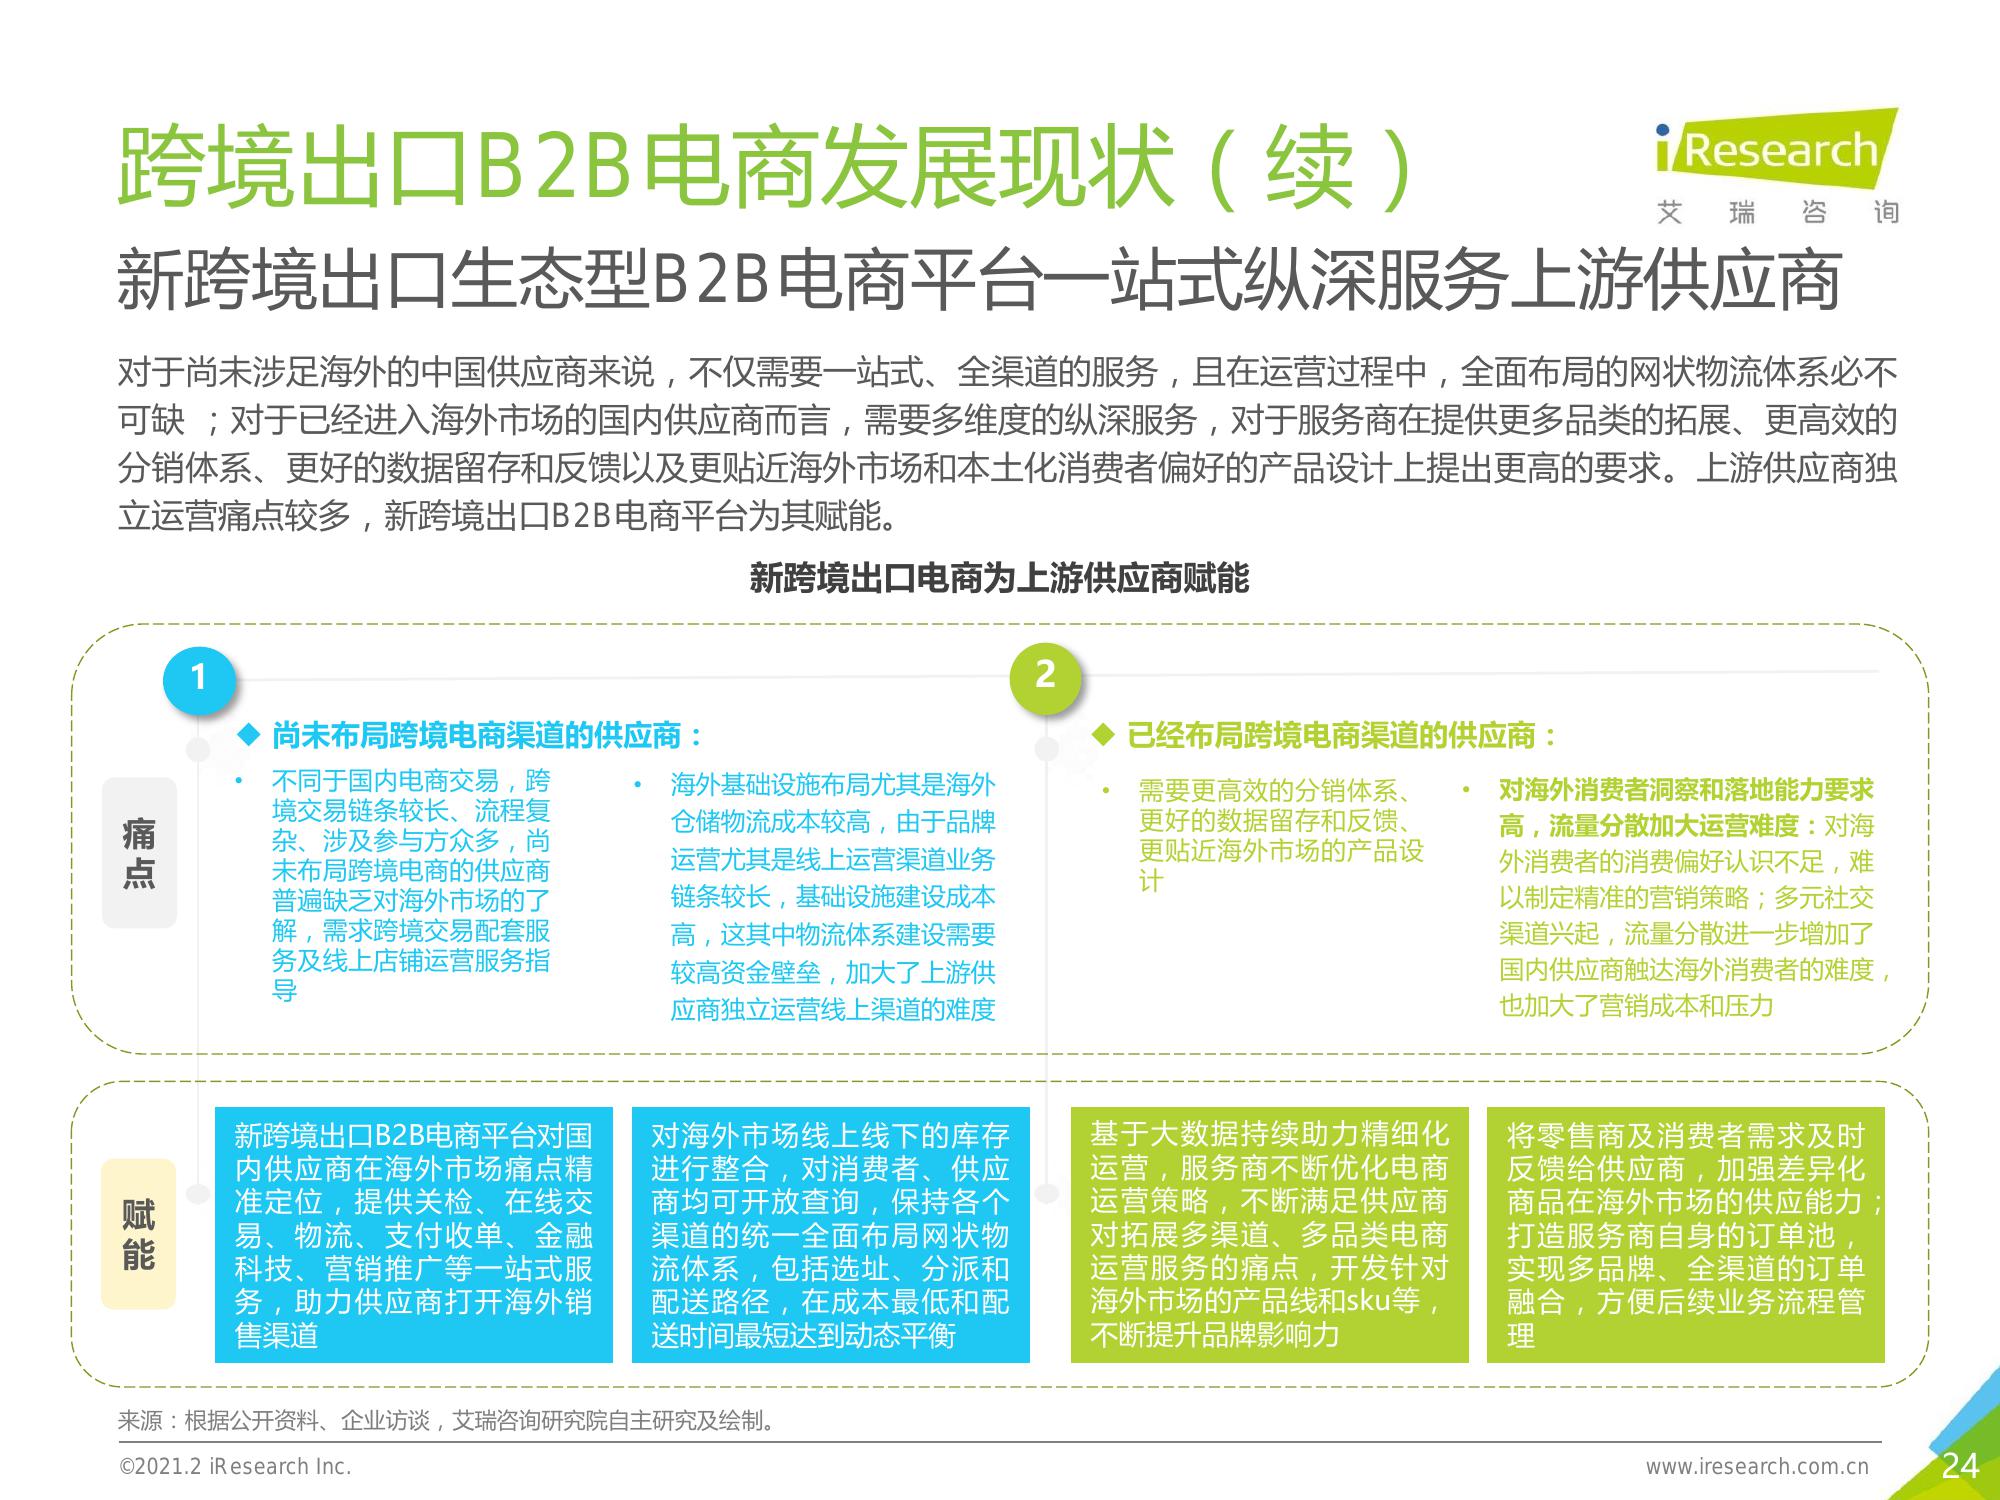 跨境出口B2B电商发展现状（续）
iResearch
艾瑞咨询
新跨境出口生态型B2B电商平台一站式纵深服务上游供应商
对于尚未涉足海外的中国供应商来说，不仅需要一站式、全渠道的服务，且在运营过程中，全面布局的网状物流体系必不
可缺 ；对于已经进入海外市场的国内供应商而言，需要多维度的纵深服务，对于服务商在提供更多品类的拓展、更高效的
分销体系、更好的数据留存和反馈以及更贴近海外市场和本土化消费者偏好的产品设计上提出更高的要求。上游供应商独
立运营痛点较多，新跨境出口B2B电商平台为其赋能。
新跨境出口电商为上游供应商赋能
1
◆ 尚未布局跨境电商渠道的供应商：
痛点
• 不同于国内电商交易，跨
境交易链条较长、流程复
杂、涉及参与方众多，尚
未布局跨境电商的供应商
普遍缺乏对海外市场的了
解，需求跨境交易配套服
务及线上店铺运营服务指
导
• 海外基础设施布局尤其是海外
仓储物流成本较高，由于品牌
运营尤其是线上运营渠道业务
链条较长，基础设施建设成本
高，这其中物流体系建设需要
较高资金壁垒，加大了上游供
应商独立运营线上渠道的难度
2
◆ 已经布局跨境电商渠道的供应商：
• 需要更高效的分销体系、
更好的数据留存和反馈、
更贴近海外市场的产品设
计
• 对海外消费者洞察和落地能力要求
高，流量分散加大运营难度：对海
外消费者的消费偏好认识不足，难
以制定精准的营销策略；多元社交
渠道兴起，流量分散进一步增加了
国内供应商触达海外消费者的难度，
也加大了营销成本和压力
赋能
新跨境出口B2B电商平台对国
内供应商在海外市场痛点精
准定位，提供关检、在线交
易、物流、支付收单、金融
科技、营销推广等一站式服
务，助力供应商打开海外销
售渠道
对海外市场线上线下的库存
进行整合，对消费者、供应
商均可开放查询，保持各个
渠道的统一全面布局网状物
流体系，包括选址、分派和
配送路径，在成本最低和配
送时间最短达到动态平衡
基于大数据持续助力精细化
运营，服务商不断优化电商
运营策略，不断满足供应商
对拓展多渠道、多品类电商
运营服务的痛点，开发针对
海外市场的产品线和sku等，
不断提升品牌影响力
将零售商及消费者需求及时
反馈给供应商，加强差异化
商品在海外市场的供应能力；
打造服务商自身的订单池，
实现多品牌、全渠道的订单
融合，方便后续业务流程管
理
来源：根据公开资料、企业访谈，艾瑞咨询研究院自主研究及绘制。
©2021.2 iResearch Inc.
www.iresearch.com.cn
24